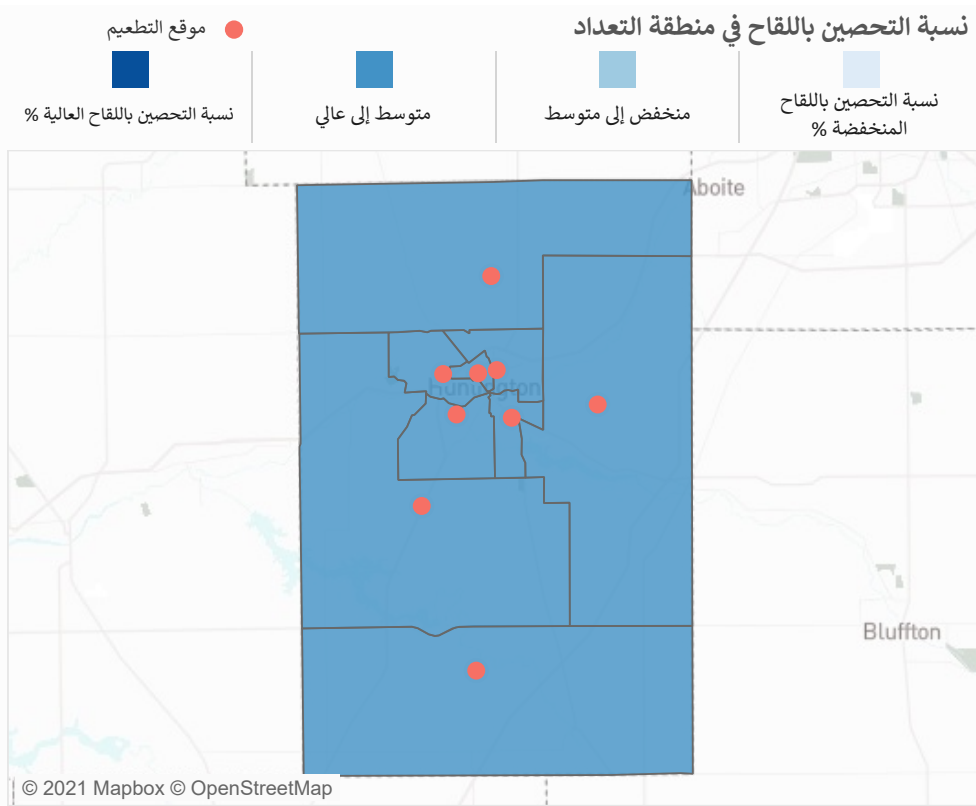 نسبة التحصين باللقاح في منطقة التعداد
موقع التطعيم
نسبة التحصين باللقاح
المنخفضة %
منخفض إلى متوسط
متوسط إلى عالي
نسبة التحصين باللقاح العالية %
Aboite
Huntington
Bluffton
© 2021 Mapbox © OpenStreetMap